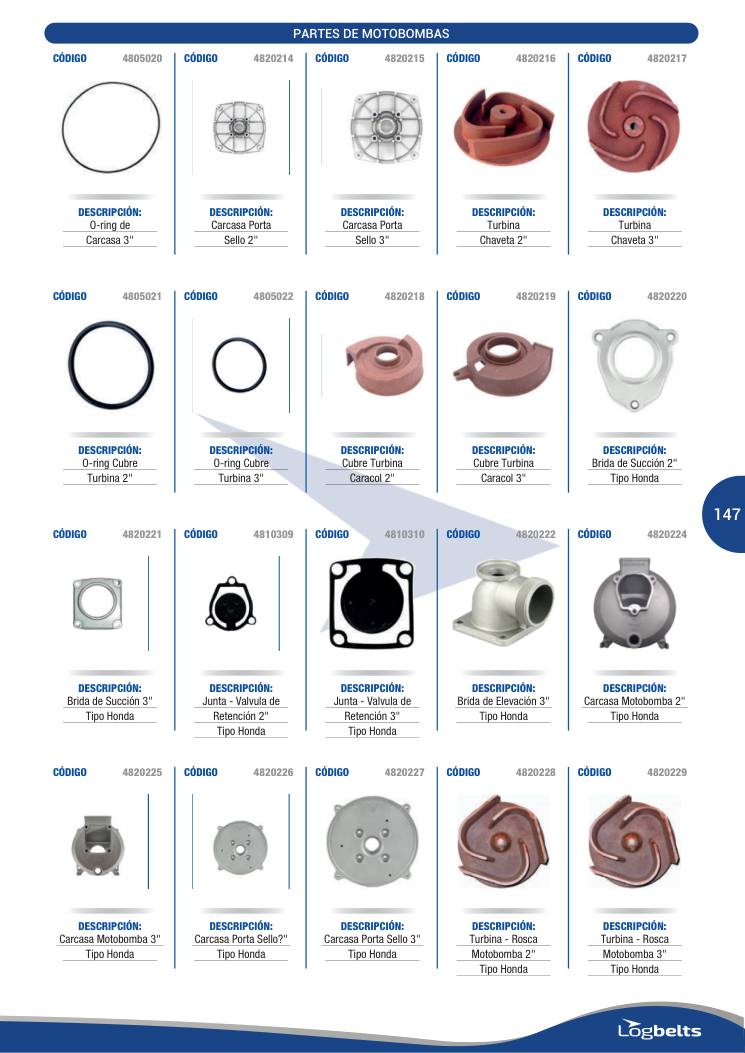 PARTES DE MOTOBOMBAS
CÓDIGO 4805020
DESCRIPCIÓN:
O-ring de
Carcasa 3"
CÓDIGO 4820214
DESCRIPCIÓN:
Carcasa Porta
Sello 2"
CÓDIGO 4820215
DESCRIPCIÓN:
Carcasa Porta
Sello 3"
CÓDIGO 4820216
DESCRIPCIÓN:
Turbina
Chaveta 2"
CÓDIGO 4820217
DESCRIPCIÓN:
Turbina
Chaveta 3"
CÓDIGO 4805021
DESCRIPCIÓN:
O-ring Cubre
Turbina 2"
CÓDIGO 4805022
DESCRIPCIÓN:
O-ring Cubre
Turbina 3"
CÓDIGO 4820218
DESCRIPCIÓN:
Cubre Turbina
Caracol 2"
CÓDIGO 4820219
DESCRIPCIÓN:
Cubre Turbina
Caracol 3"
CÓDIGO 4820220
DESCRIPCIÓN:
Brida de Succión 2"
Tipo Honda
147
CÓDIGO 4820221
DESCRIPCIÓN:
Brida de Succión 3"
Tipo Honda
CÓDIGO 4810309
DESCRIPCIÓN:
Junta - Valvula de
Retención 2"
Tipo Honda
CÓDIGO 4810310
DESCRIPCIÓN:
Junta - Valvula de
Retención 3"
Tipo Honda
CÓDIGO 4820222
DESCRIPCIÓN:
Brida de Elevación 3"
Tipo Honda
CÓDIGO 4820224
DESCRIPCIÓN:
Carcasa Motobomba 2"
Tipo Honda
CÓDIGO 4820225
DESCRIPCIÓN:
Carcasa Motobomba 3"
Tipo Honda
CÓDIGO 4820226
DESCRIPCIÓN:
Carcasa Porta Sello?"
Tipo Honda
CÓDIGO 4820227
DESCRIPCIÓN:
Carcasa Porta Sello 3"
Tipo Honda
CÓDIGO 4820228
DESCRIPCIÓN:
Turbina - Rosca
Motobomba 2"
Tipo Honda
CÓDIGO 4820229
DESCRIPCIÓN:
Turbina - Rosca
Motobomba 3"
Tipo Honda
Logbelts